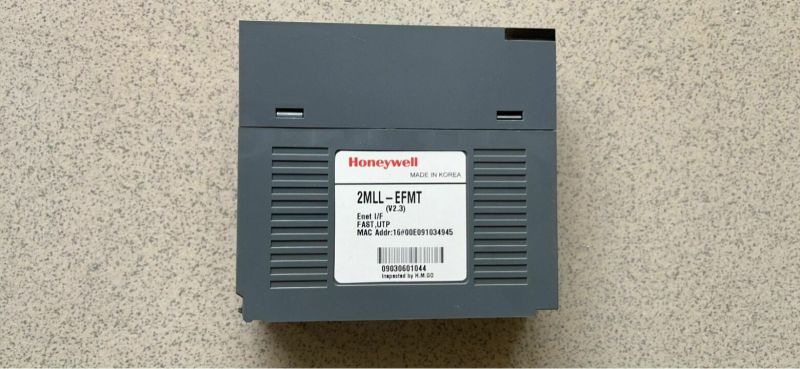 Honeywell
MADE IN KOREA
2MLL-EFMT
(V2.3)
Enet I/F
FAST,UTP
MAC Addr:16#00E091034945
09030601044
Inspected by H.M.GO